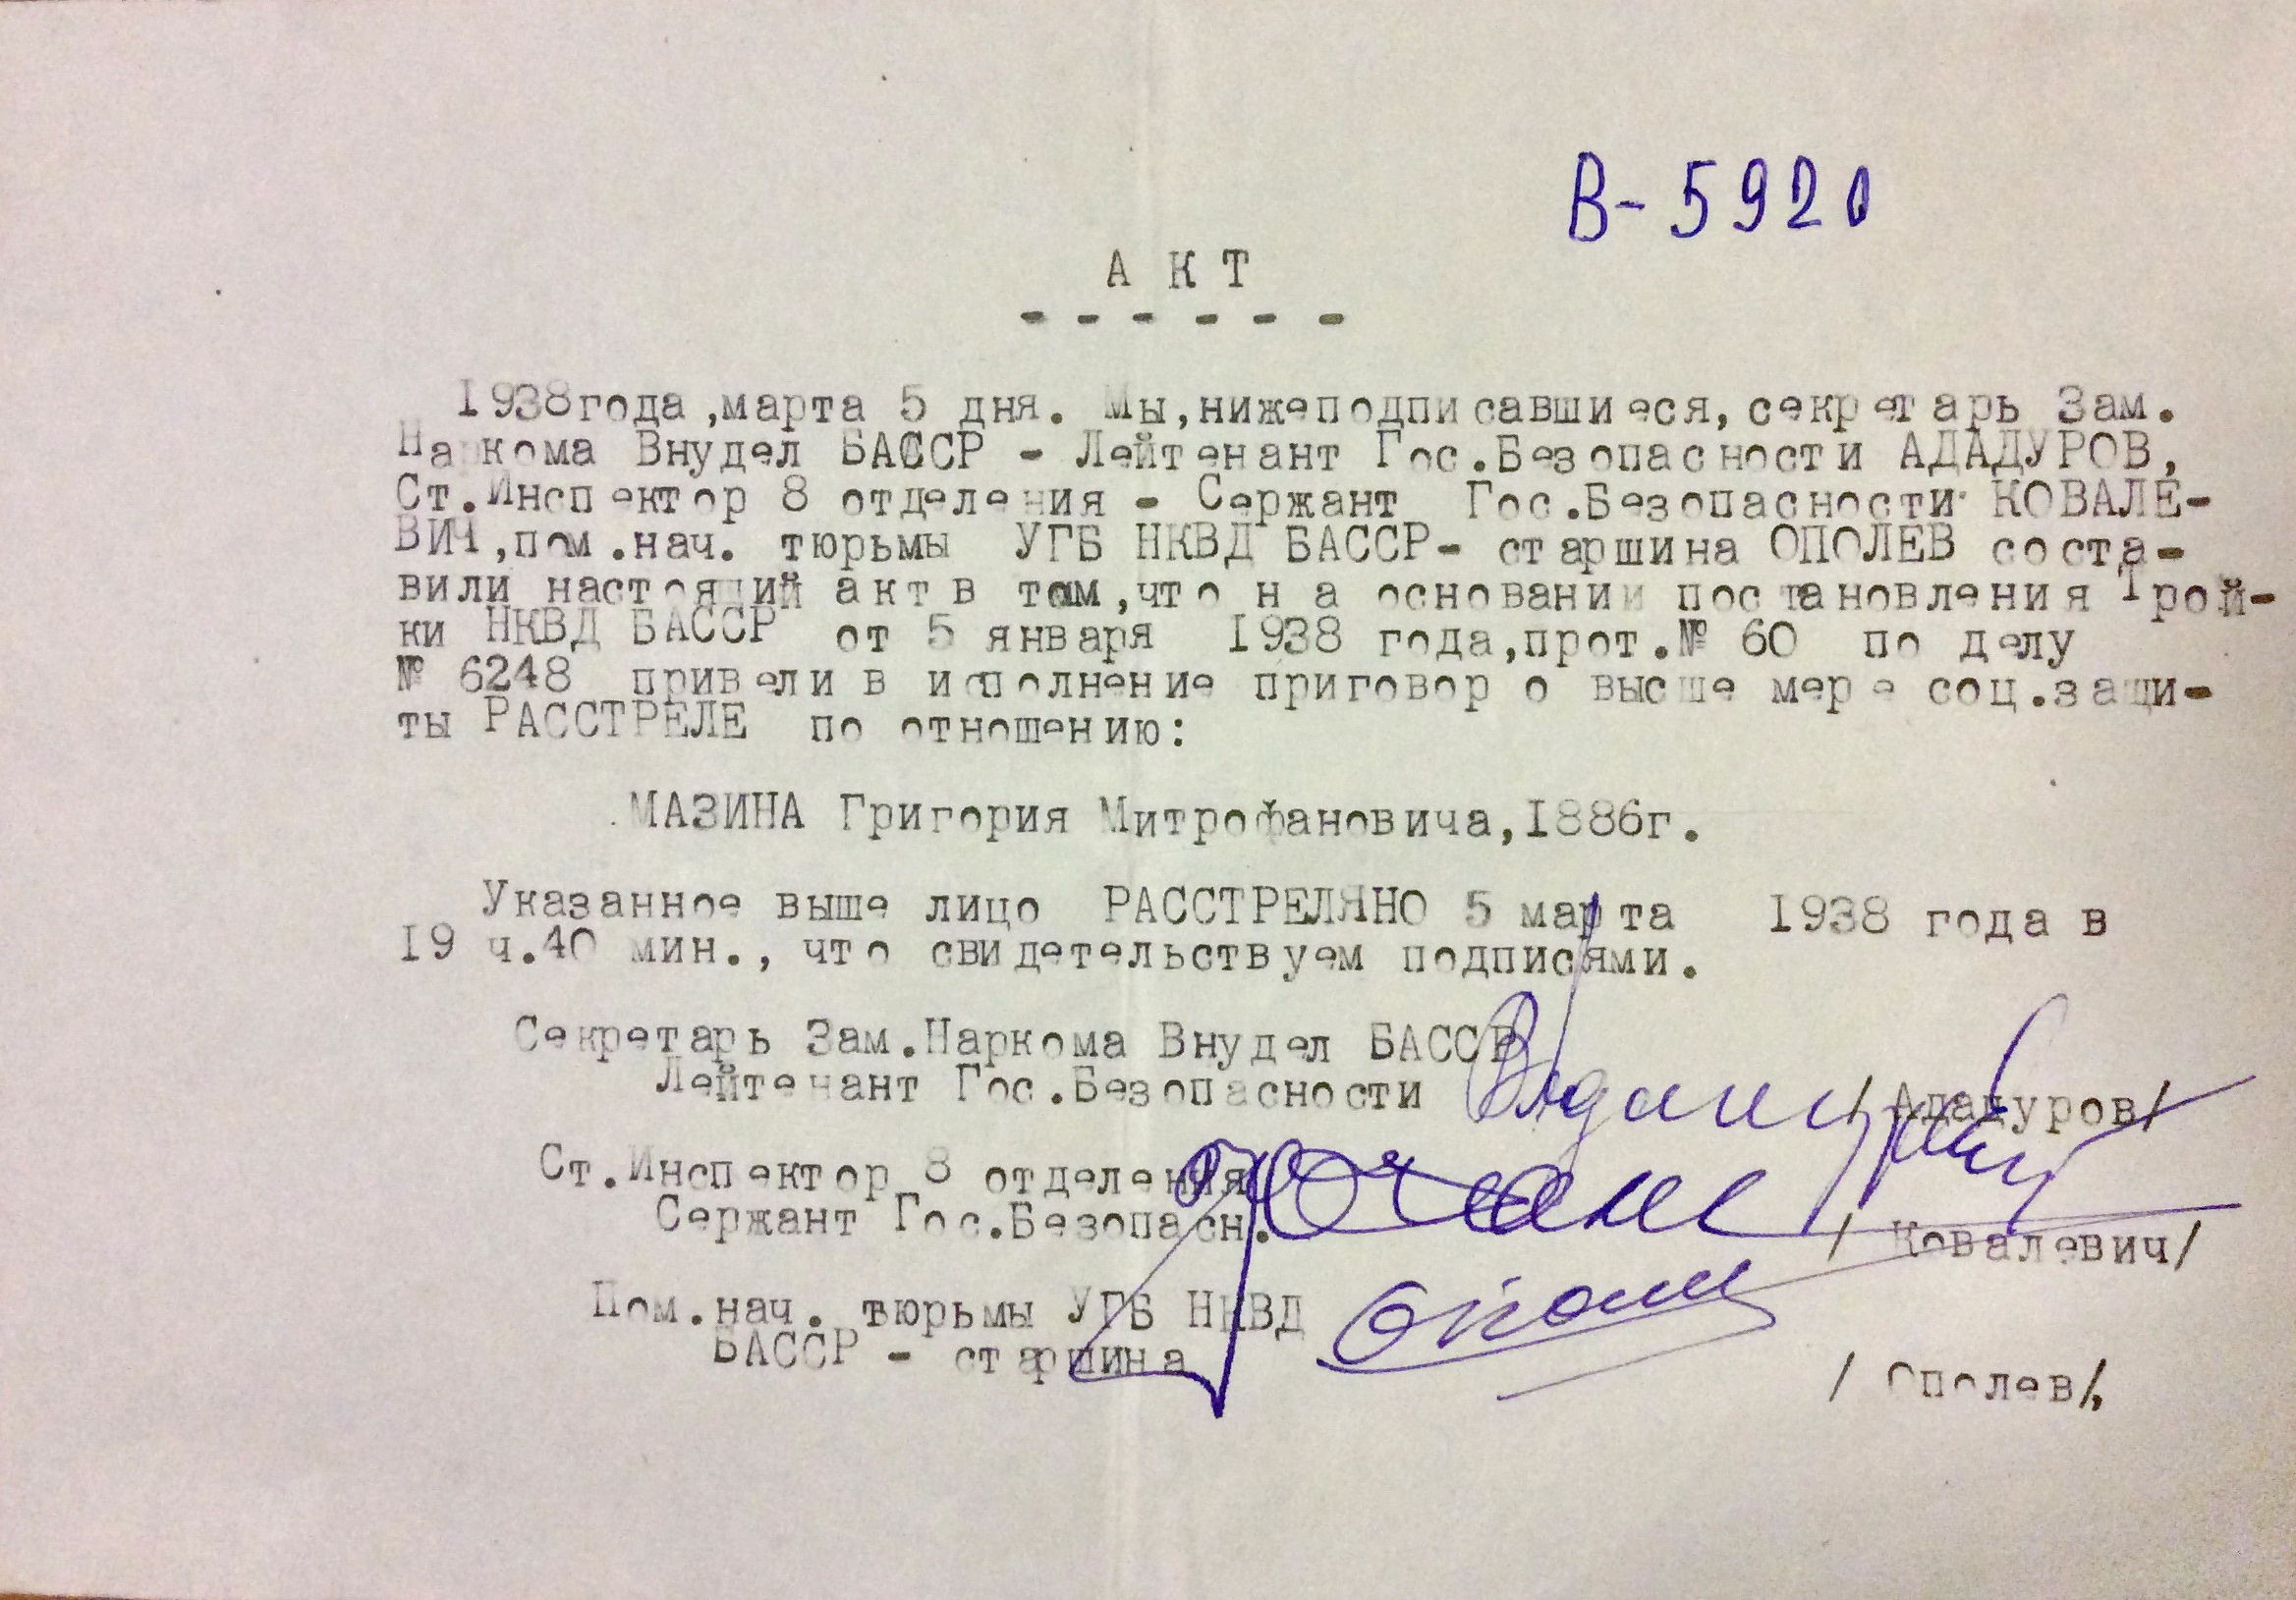 В-5920
А К Т
- - - - - -
1938года,марта 5 дня. Мы,нижеподписавшиеся,секретарь Зам.
Наркома Внудел БАССР - Лейтенант Гос.Безопасности АДАДУРОВ,
Ст.Инспектор 8 отделения - Сержант Гос.Безопасности КОВАЛЕ-
ВИЧ,пом.нач. тюрьмы УГБ НКВД БАССР- старшина ОПОЛЕВ соста-
вили настоящий акт в том,что на основании постановления Трой-
ки НКВД БАССР от 5 января 1938 года,прот.№ 60 по делу
№ 6248 привели в исполнение приговор о высше мере соц.защи-
ты РАССТРЕЛЕ по отношению:
МАЗИНА Григория Митрофановича,1886г.
Указанное выше лицо РАССТРЕЛЯНО 5 марта 1938 года в
19 ч.40 мин., что свидетельствуем подписями.
Секретарь Зам.Наркома Внудел БАССР
Лейтенант Гос.Безопасности / Ададуров/
Ст.Инспектор 8 отделения
Сержант Гос.Безопасн. / Ковалевич/
Пом.нач. тюрьмы УГБ НКВД
БАССР - старшина / Ополев/,